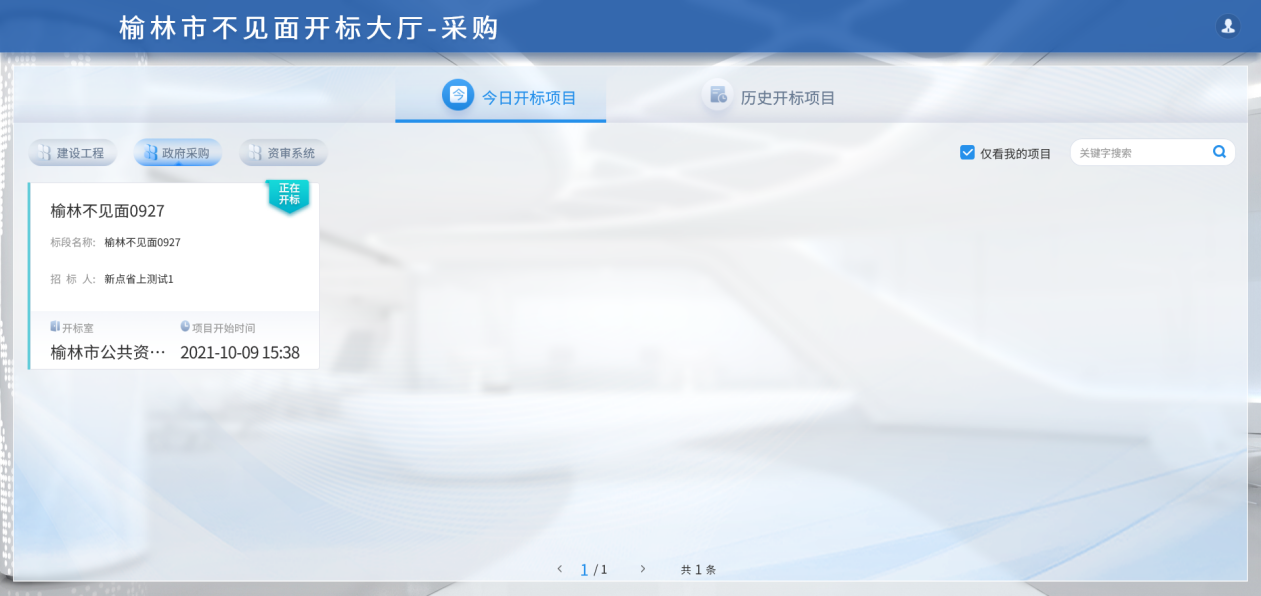 榆林市不见面开标大厅-采购
今 今日开标项目
历史开标项目
建设工程
政府采购
资审系统
仅看我的项目
关键字搜索
正在
开标
榆林不见面0927
标段名称: 榆林不见面0927
招 标 人: 新点省上测试1
开标室
项目开始时间
榆林市公共资…
2021-10-09 15:38
1 / 1
共 1 条